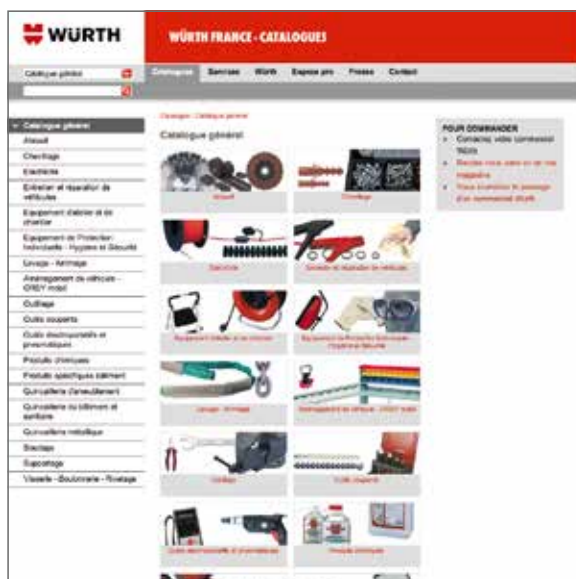 WÜRTH
WÜRTH FRANCE - CATALOGUES
Catalogue général
Catalogues Services Würth Espace pro Presse Contact
Catalogue général
Abrasif
Chevillage
Electricité
Entretien et réparation de
véhicules
Equipement d'atelier et de
chantier
Equipement de Protection
Individuelle - Hygiène et Sécurité
Levage - Arrimage
Aménagement de véhicule -
ORSY mobil
Outillage
Outils coupants
Outils électroportatifs et
pneumatiques
Produits chimiques
Produits spécifiques bâtiment
Quincaillerie d'ameublement
Quincaillerie du bâtiment et
sanitaire
Quincaillerie métallique
Stockage
Supportage
Visserie - Boulonnerie - Rivetage
Catalogue : Catalogue général
Catalogue général
Abrasif
Chevillage
Electricité
Entretien et réparation de véhicules
Equipement d'atelier et de chantier
Equipement de Protection Individuelle
- Hygiène et Sécurité
Levage - Arrimage
Aménagement de véhicule - ORSY mobil
Outillage
Outils coupants
Outils électroportatifs et pneumatiques
Produits chimiques
POUR COMMANDER
Contactez votre commercial
Würth
Rendez-vous dans un de nos
magasins
Vous souhaitez le passage
d'un commercial Würth